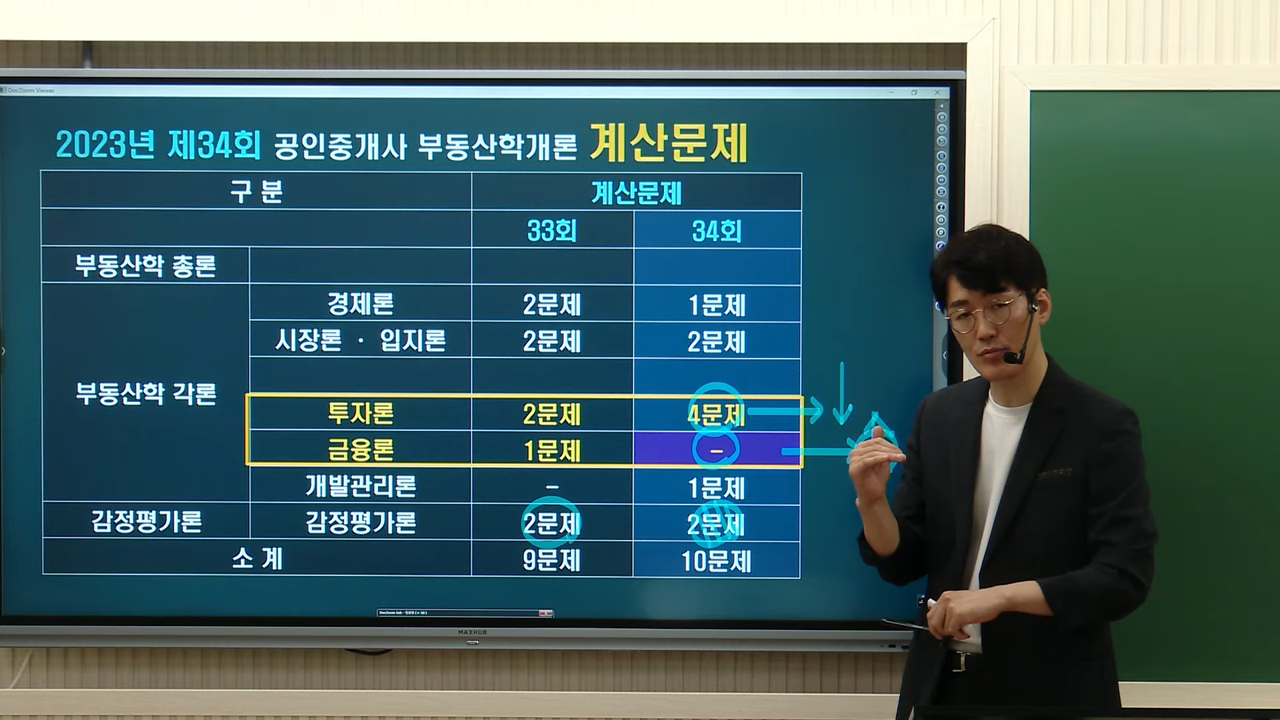 DocZoom Viewer
2023년 제34회 공인중개사 부동산학개론 계산문제
구 분 계산문제
33회 34회
부동산학 총론
부동산학 각론
경제론 2문제 1문제
시장론 · 입지론 2문제 2문제
투자론 2문제 4문제
금융론 1문제 –
개발관리론 – 1문제
감정평가론 감정평가론 2문제 2문제
소 계 9문제 10문제
MAXHUB